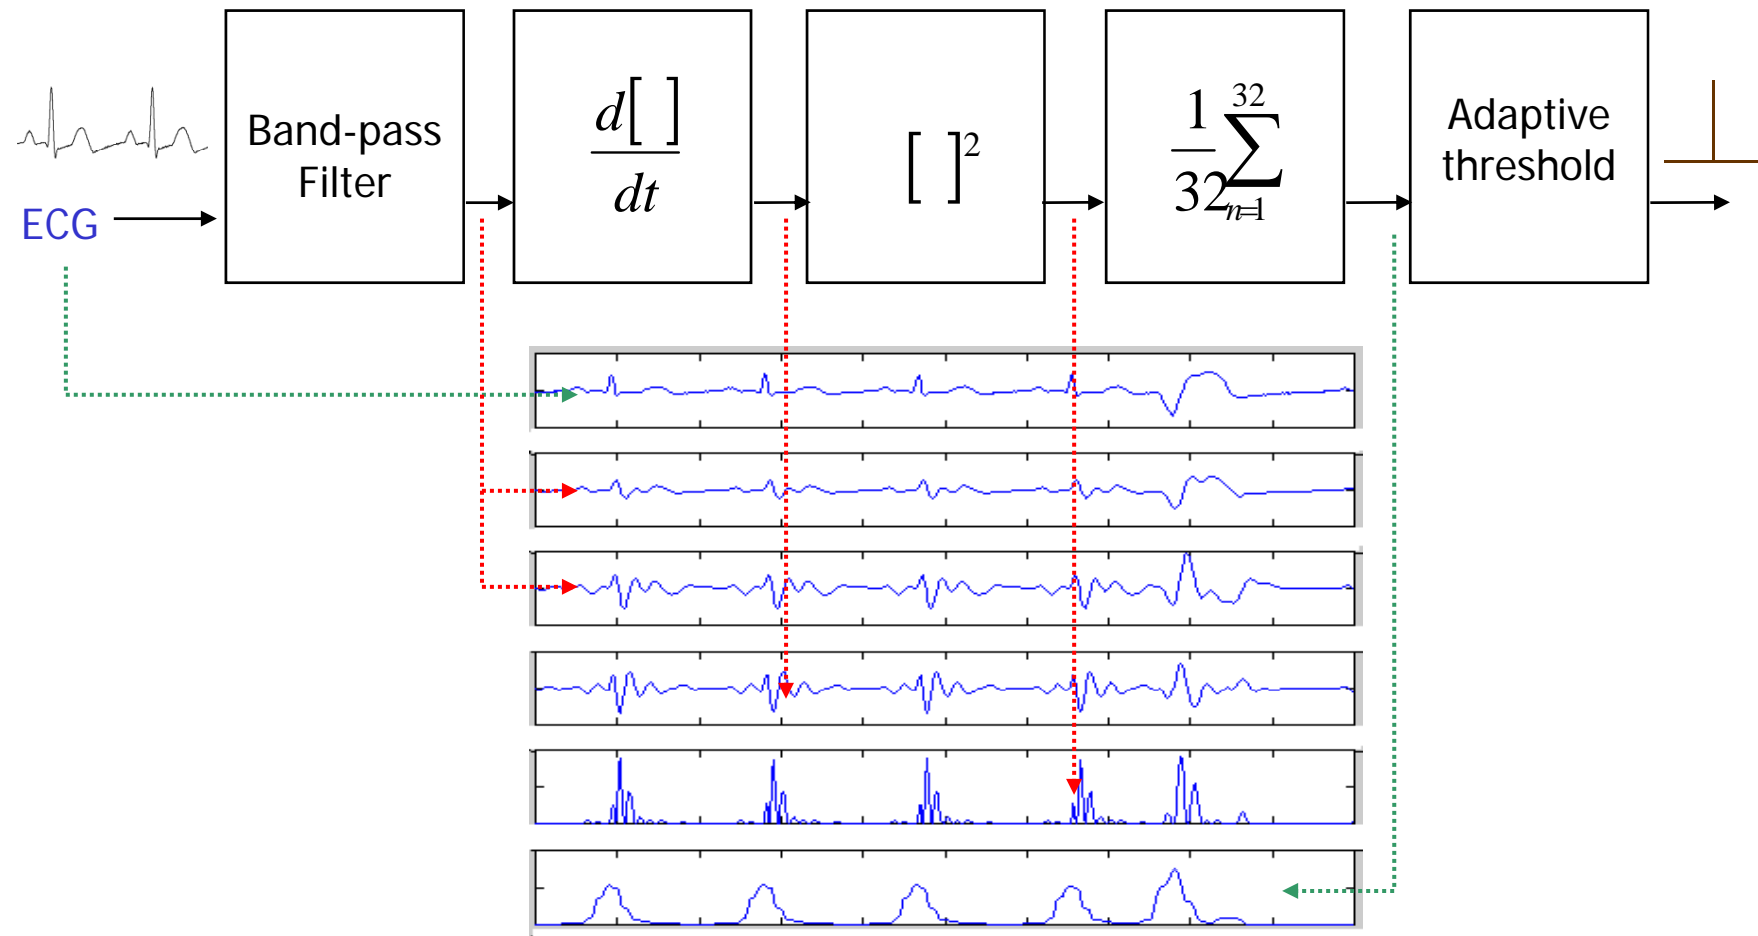 Band-pass
Filter
d[ ]
dt
[ ]²
1
32
32
∑
n=1
Adaptive
threshold
ECG